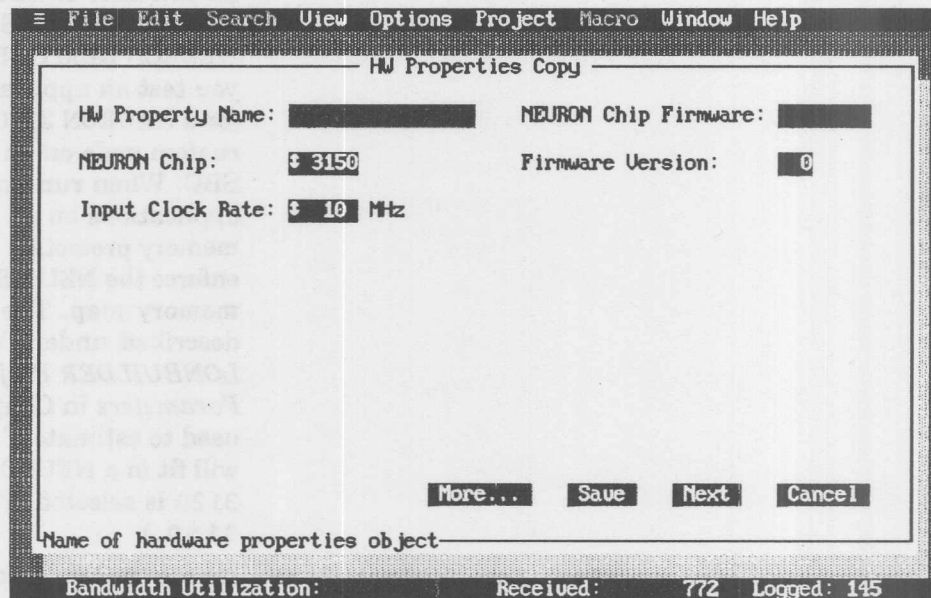 ≡ File Edit Search View Options Project Macro Window Help
HW Properties Copy
HW Property Name: NEURON Chip Firmware:
NEURON Chip: ↕ 3150 Firmware Version: 0
Input Clock Rate: ↕ 10 MHz
More... Save Next Cancel
Name of hardware properties object
Bandwidth Utilization: Received: 772 Logged: 145